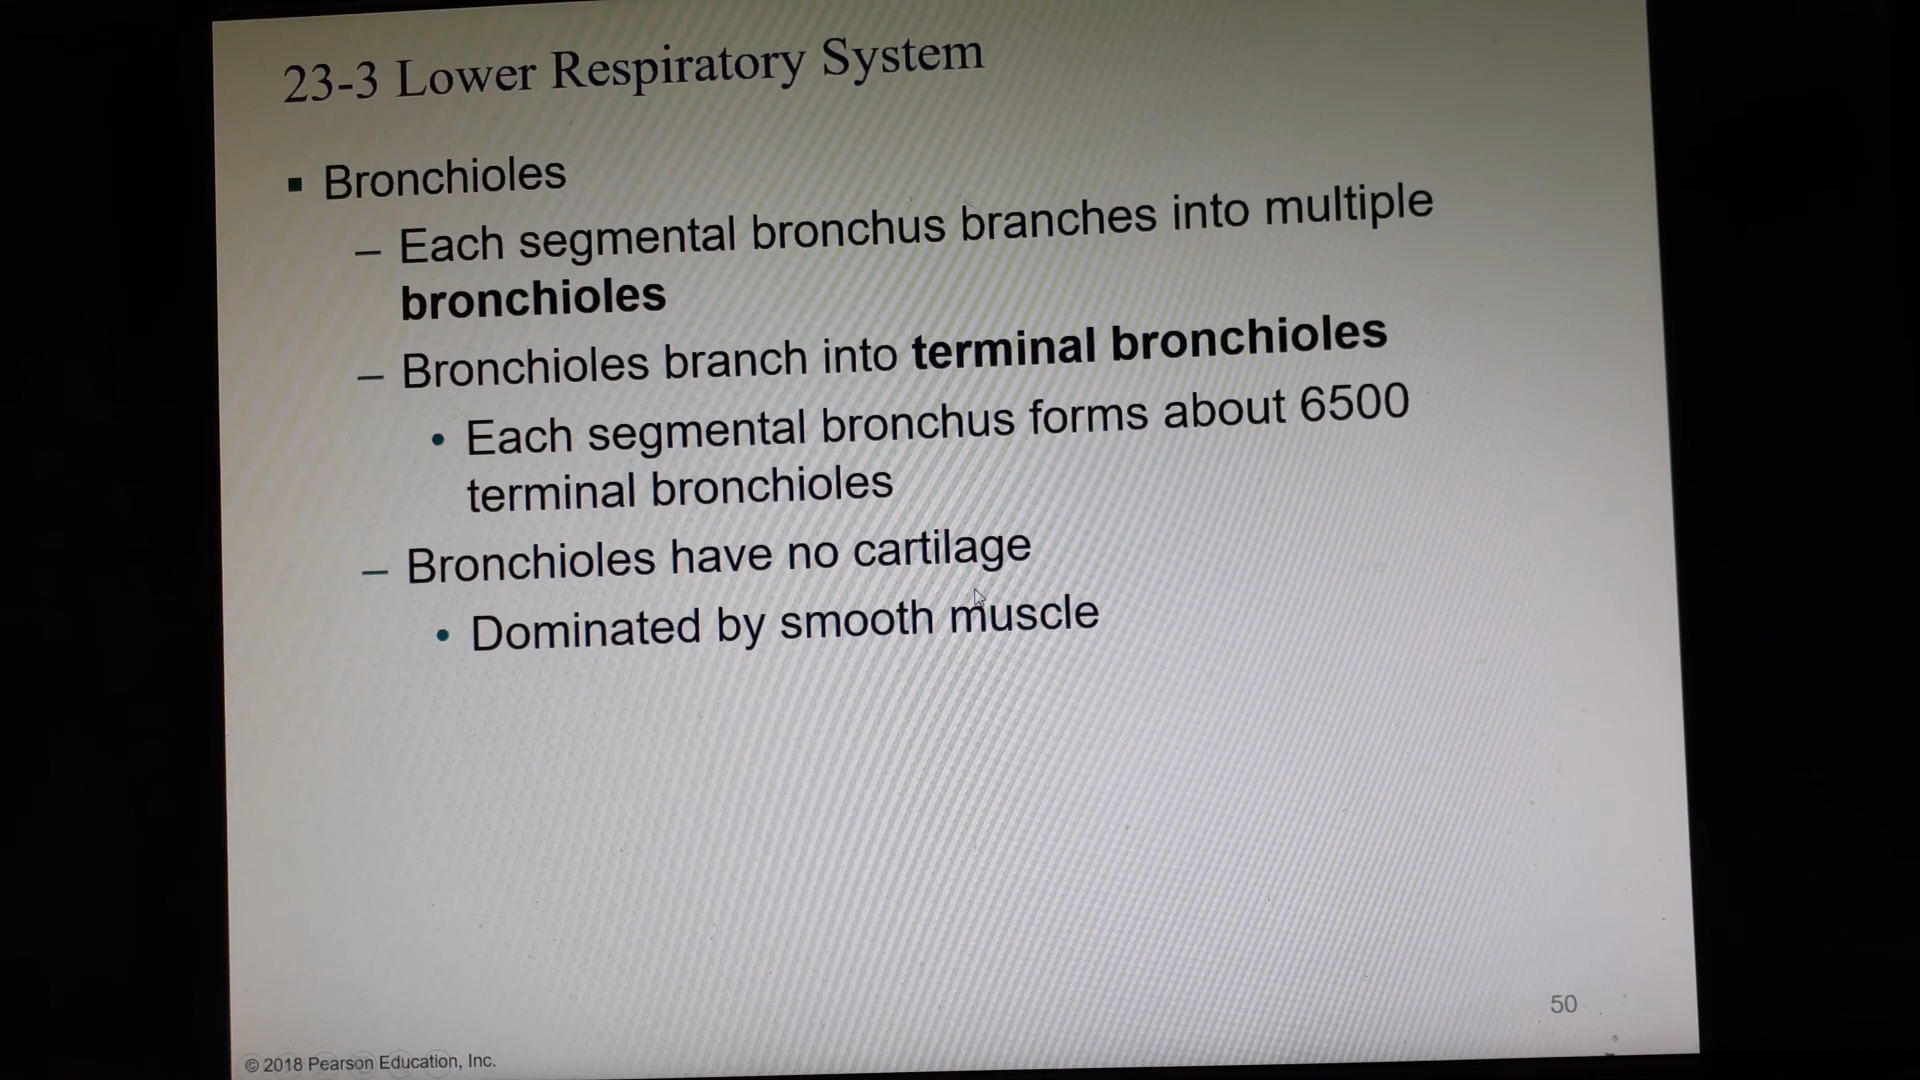 23-3 Lower Respiratory System
▪ Bronchioles
– Each segmental bronchus branches into multiple
bronchioles
– Bronchioles branch into terminal bronchioles
• Each segmental bronchus forms about 6500
terminal bronchioles
– Bronchioles have no cartilage
• Dominated by smooth muscle
50
© 2018 Pearson Education, Inc.